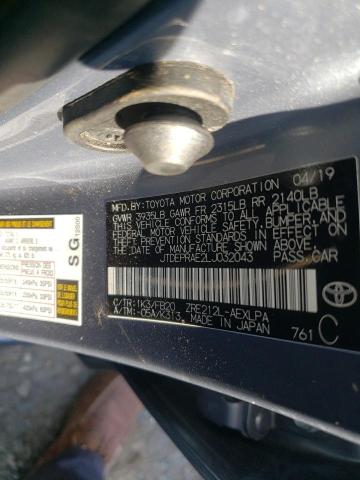 MFD. BY: TOYOTA MOTOR CORPORATION 04/19
GVWR 3935LB GAWR FR 2315LB RR 2140LB
THIS VEHICLE CONFORMS TO ALL APPLICABLE
FEDERAL MOTOR VEHICLE SAFETY, BUMPER, AND
THEFT PREVENTION STANDARDS IN EFFECT ON
THE DATE OF MANUFACTURE SHOWN ABOVE.
JTDEPRAE2LJ032043 PASS.CAR
C/TR: 1K3/FB20 ZRE212L-AEXLPA
A/TM: -05A/K313, MADE IN JAPAN 761C
SG
12900